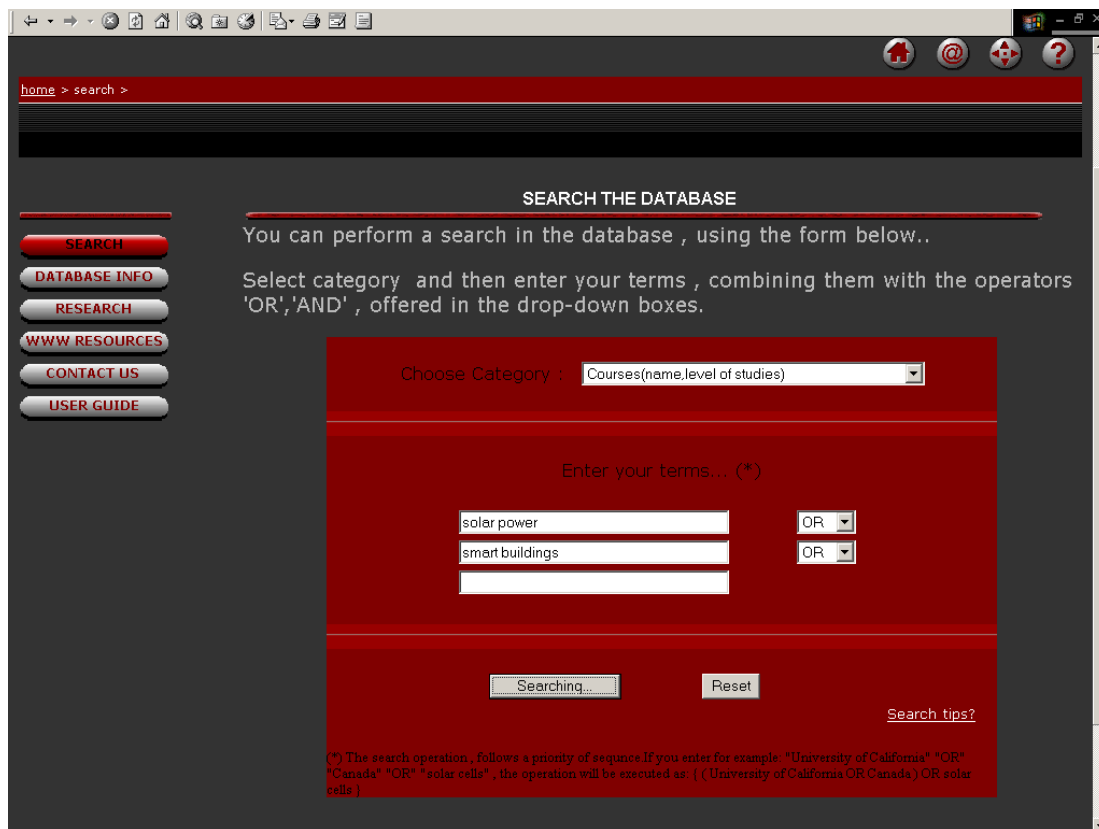 home > search >
SEARCH THE DATABASE
SEARCH
DATABASE INFO
RESEARCH
WWW RESOURCES
CONTACT US
USER GUIDE
You can perform a search in the database , using the form below..
Select category and then enter your terms , combining them with the operators
'OR','AND' , offered in the drop-down boxes.
Choose Category :
Courses(name,level of studies)
Enter your terms... (*)
solar power
OR
smart buildings
OR
Searching...
Reset
Search tips?
(*) The search operation , follows a priority of sequnce.If you enter for example: "University of California" "OR"
"Canada" "OR" "solar cells" , the operation will be executed as: ( ( University of California OR Canada ) OR solar
cells )